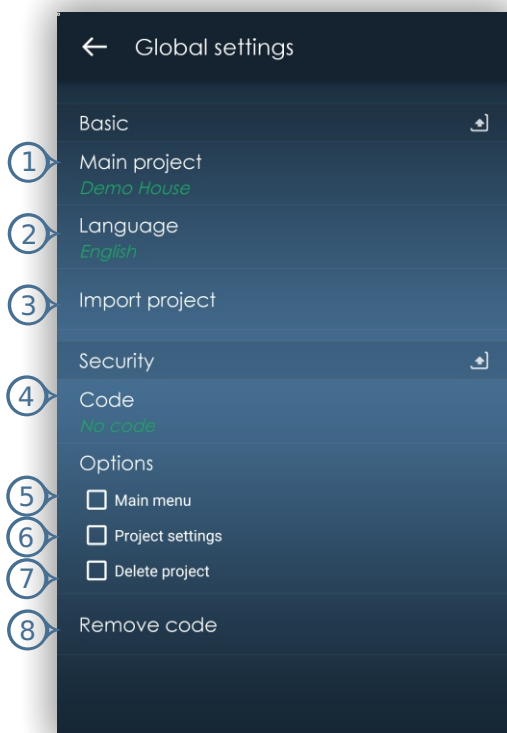 Global settings
Basic
1
Main project
Demo House
2
Language
English
3
Import project
Security
4
Code
No code
Options
5
Main menu
6
Project settings
7
Delete project
8
Remove code